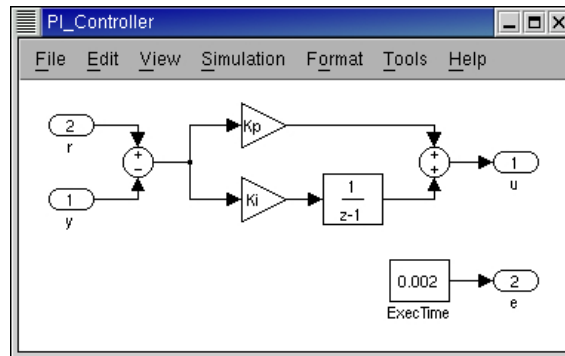 PI_Controller
File Edit View Simulation Format Tools Help
2
r
+
−
1
y
Kp
Ki
1
z-1
+
+
1
u
0.002
ExecTime
2
e